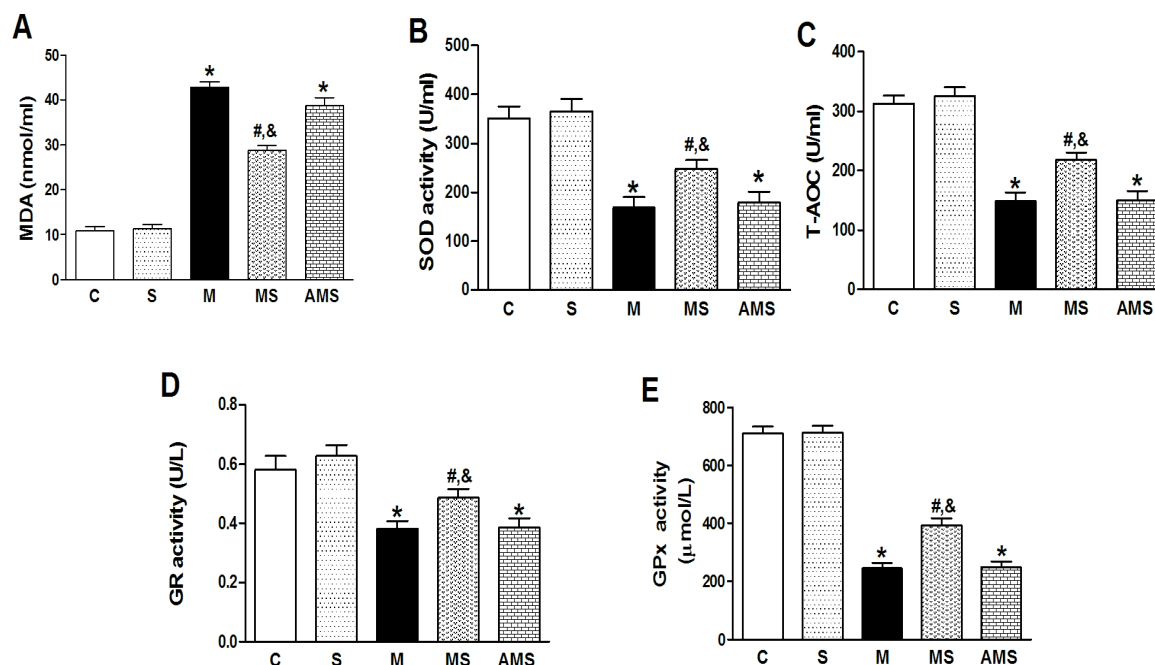 A
MDA (nmol/ml)
50
40
30
20
10
0
*
#,&
*
C S M MS AMS
B
SOD activity (U/ml)
500
400
300
200
100
0
*
#,&
*
C S M MS AMS
C
T-AOC (U/ml)
400
300
200
100
0
*
#,&
*
C S M MS AMS
D
GR activity (U/L)
0.8
0.6
0.4
0.2
0.0
*
#,&
*
C S M MS AMS
E
GPx activity
(μmol/L)
800
600
400
200
0
*
#,&
*
C S M MS AMS